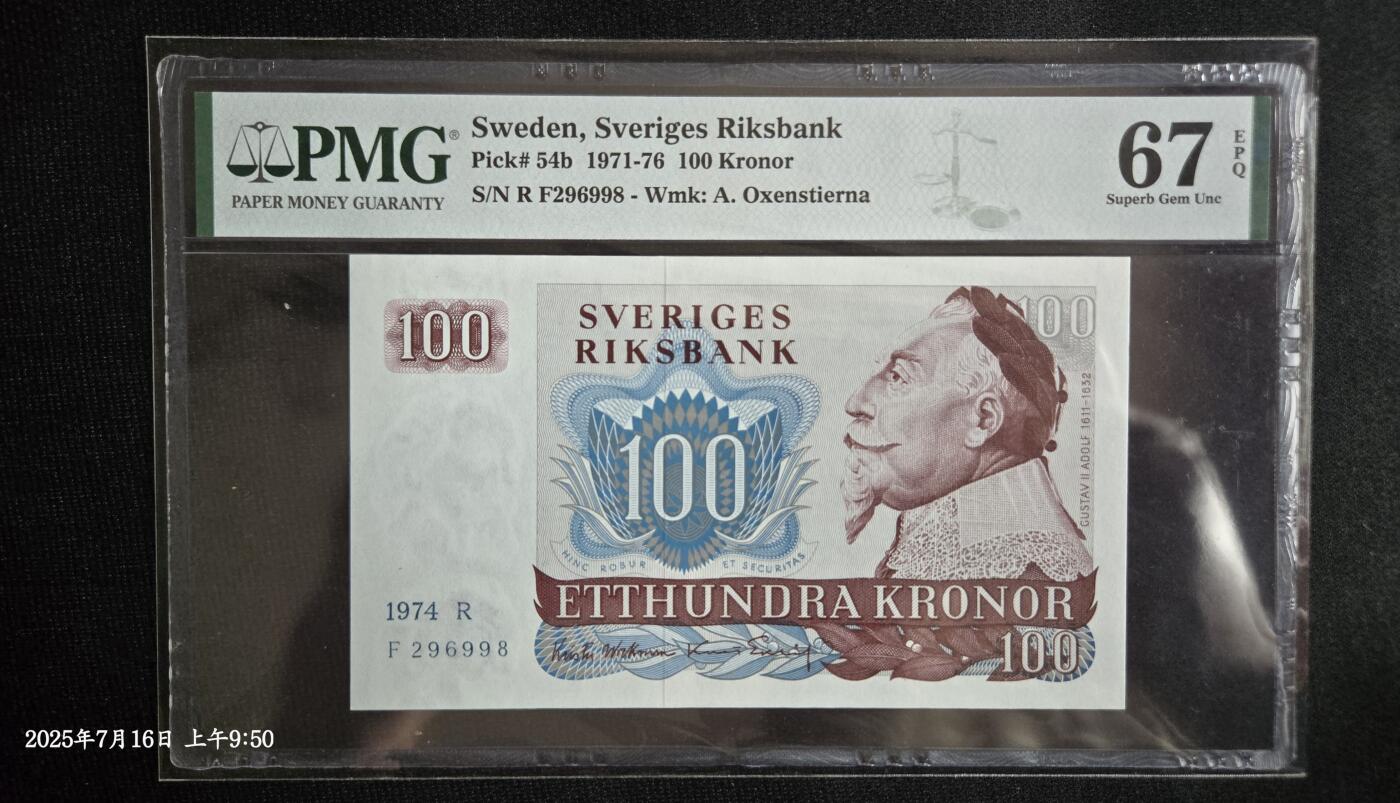 PMG®
PAPER MONEY GUARANTY
Sweden, Sveriges Riksbank
Pick# 54b 1971-76 100 Kronor
S/N R F296998 - Wmk: A. Oxenstierna
67
EPQ
Superb Gem Unc
100
SVERIGES
RIKSBANK
100
100
GUSTAV II ADOLF 1611-1632
HINC ROBUR ET SECURITAS
ETTHUNDRA KRONOR
1974 R
F 296998
100
2025年7月16日 上午9:50